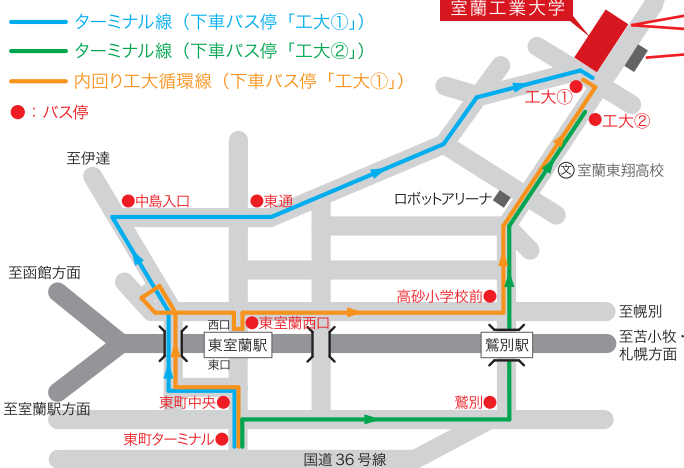 室蘭工業大学
ターミナル線（下車バス停「工大①」）
ターミナル線（下車バス停「工大②」）
内回り工大循環線（下車バス停「工大①」）
●：バス停
工大①
工大②
至伊達
文 室蘭東翔高校
中島入口
東通
ロボットアリーナ
至函館方面
高砂小学校前
至幌別
西口
東室蘭西口
東室蘭駅
鷲別駅
至苫小牧・
札幌方面
東口
至室蘭駅方面
東町中央
鷲別
東町ターミナル
国道36号線